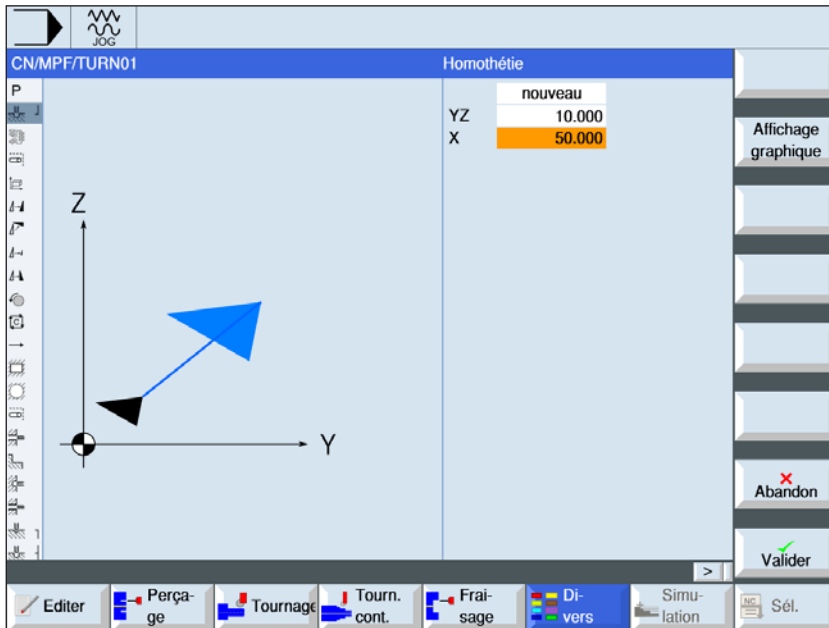 JOG
CN/MPF/TURN01
Homothétie
P
nouveau
YZ 10.000
X 50.000
Affichage
graphique
Z
Y
Abandon
Valider
>
Editer
Perça-
ge
Tournage
Tourn.
cont.
Frai-
sage
Di-
vers
Simu-
lation
NC
Sél.